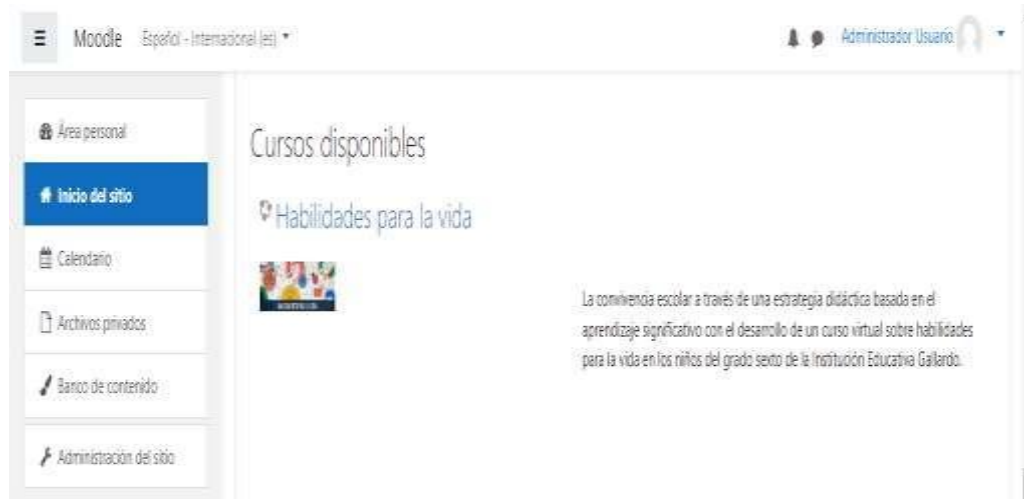 Moodle Español - Internacional (es)
Administrador Usuario
Área personal
Inicio del sitio
Calendario
Archivos privados
Banco de contenido
Administración del sitio
Cursos disponibles
Habilidades para la vida
La convivencia escolar a través de una estrategia didáctica basada en el
aprendizaje significativo con el desarrollo de un curso virtual sobre habilidades
para la vida en los niños del grado sexto de la Institución Educativa Gallardo.